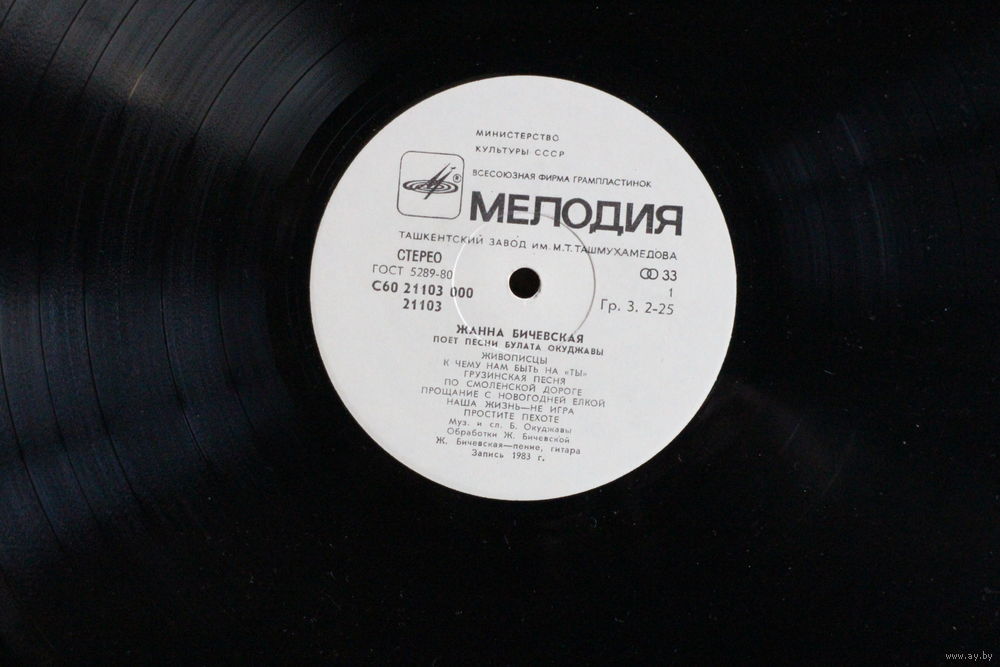 МИНИСТЕРСТВО
КУЛЬТУРЫ СССР
ВСЕСОЮЗНАЯ ФИРМА ГРАМПЛАСТИНОК
®
МЕЛОДИЯ
ТАШКЕНТСКИЙ ЗАВОД ИМ. М.Т. ТАШМУХАМЕДОВА
СТЕРЕО
ГОСТ 5289-80
33
С60 21103 000
1
21103
Гр. 3. 2-25
ЖАННА БИЧЕВСКАЯ
ПОЕТ ПЕСНИ БУЛАТА ОКУДЖАВЫ
ЖИВОПИСЦЫ
К ЧЕМУ НАМ БЫТЬ НА «ТЫ»
ГРУЗИНСКАЯ ПЕСНЯ
ПО СМОЛЕНСКОЙ ДОРОГЕ
ПРОЩАНИЕ С НОВОГОДНЕЙ ЕЛКОЙ
НАША ЖИЗНЬ—НЕ ИГРА
ПРОСТИТЕ ПЕХОТЕ
Муз. и сл. Б. Окуджавы
Обработки Ж. Бичевской
Ж. Бичевская—пение, гитара
Запись 1983 г.
www.ay.by